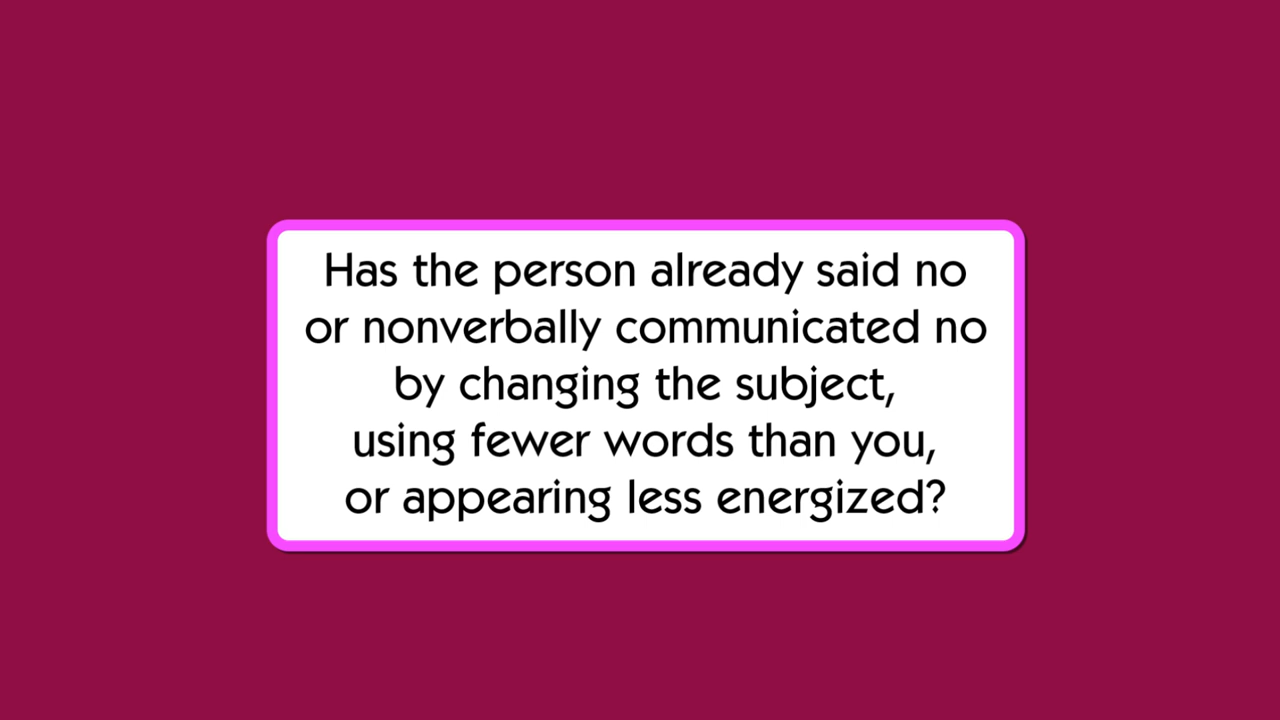 Has the person already said no
or nonverbally communicated no
by changing the subject,
using fewer words than you,
or appearing less energized?